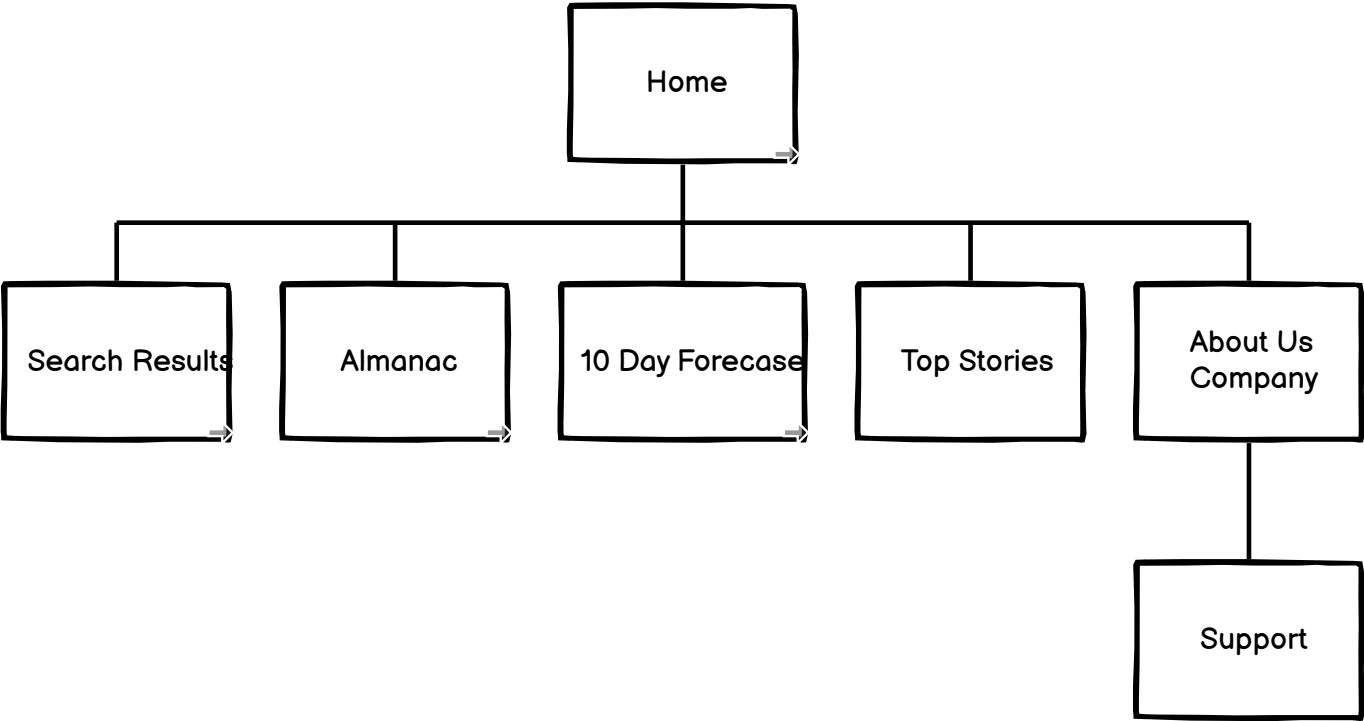 Home
Search Results
Almanac
10 Day Forecase
Top Stories
About Us
Company
Support